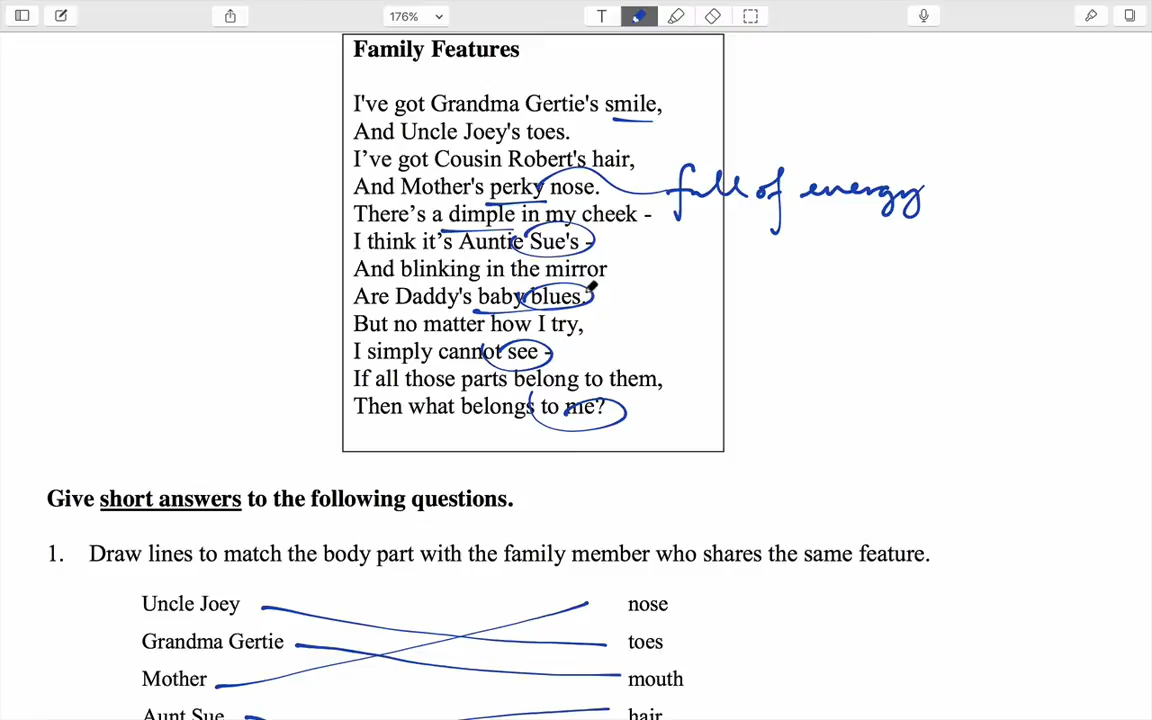 176%
T
Family Features
I've got Grandma Gertie's smile,
And Uncle Joey's toes.
I've got Cousin Robert's hair,
And Mother's perky nose.
full of energy
There's a dimple in my cheek -
I think it's Auntie Sue's -
And blinking in the mirror
Are Daddy's baby blues.
But no matter how I try,
I simply cannot see -
If all those parts belong to them,
Then what belongs to me?
Give short answers to the following questions.
1. Draw lines to match the body part with the family member who shares the same feature.
Uncle Joey nose
Grandma Gertie toes
Mother mouth
Aunt Sue hair